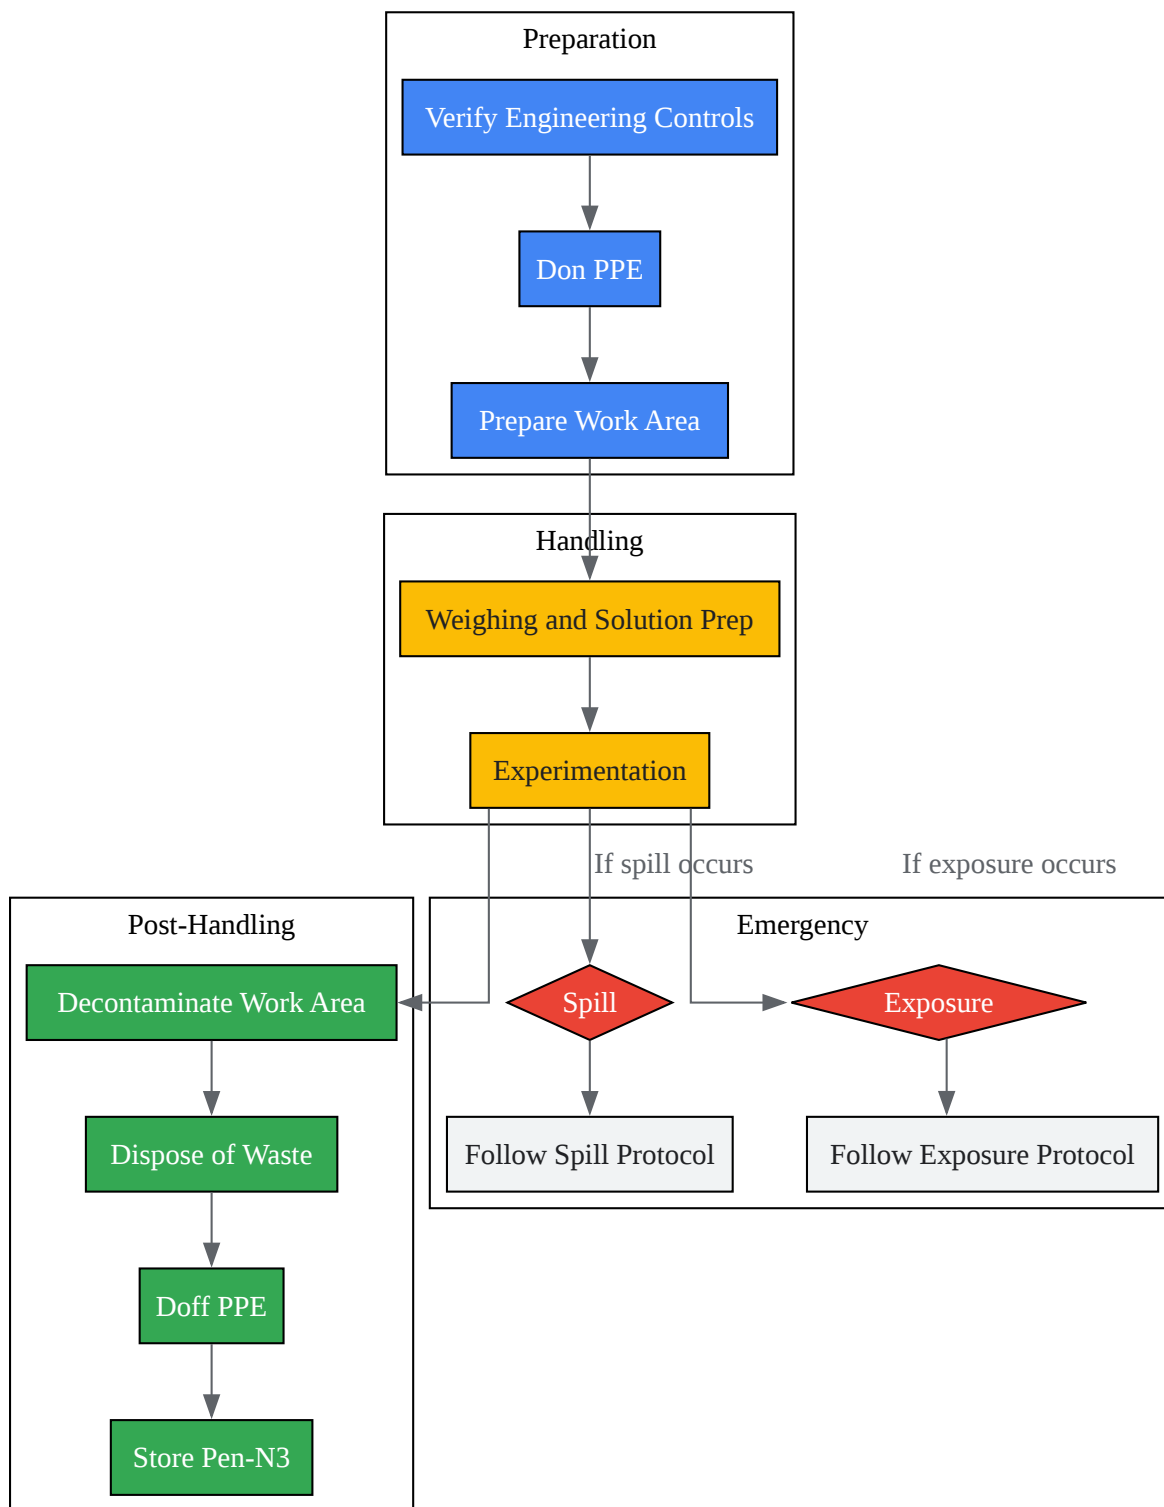 Preparation
Verify Engineering Controls
Don PPE
Prepare Work Area
Handling
Weighing and Solution Prep
Experimentation
If spill occurs
If exposure occurs
Post-Handling
Decontaminate Work Area
Dispose of Waste
Doff PPE
Store Pen-N3
Emergency
Spill
Exposure
Follow Spill Protocol
Follow Exposure Protocol